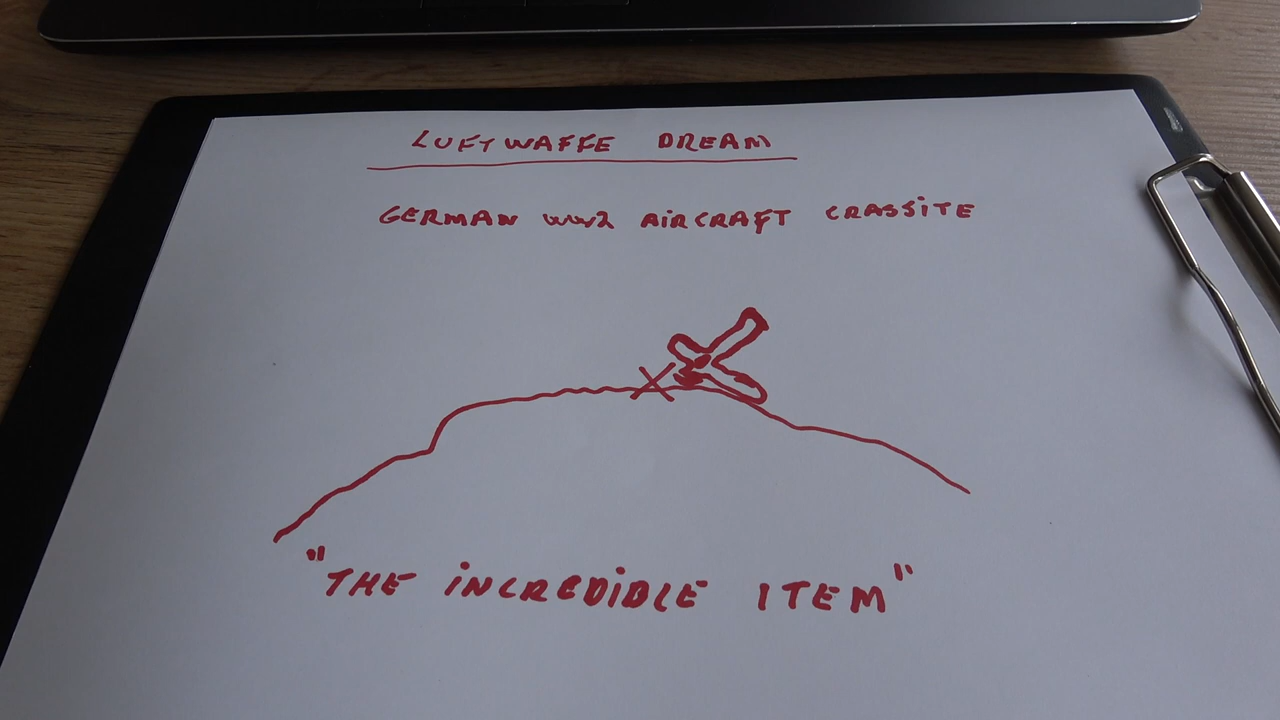 LUFTWAFFE DREAM
GERMAN WW2 AIRCRAFT CRASSITE
"THE INCREDIBLE ITEM"